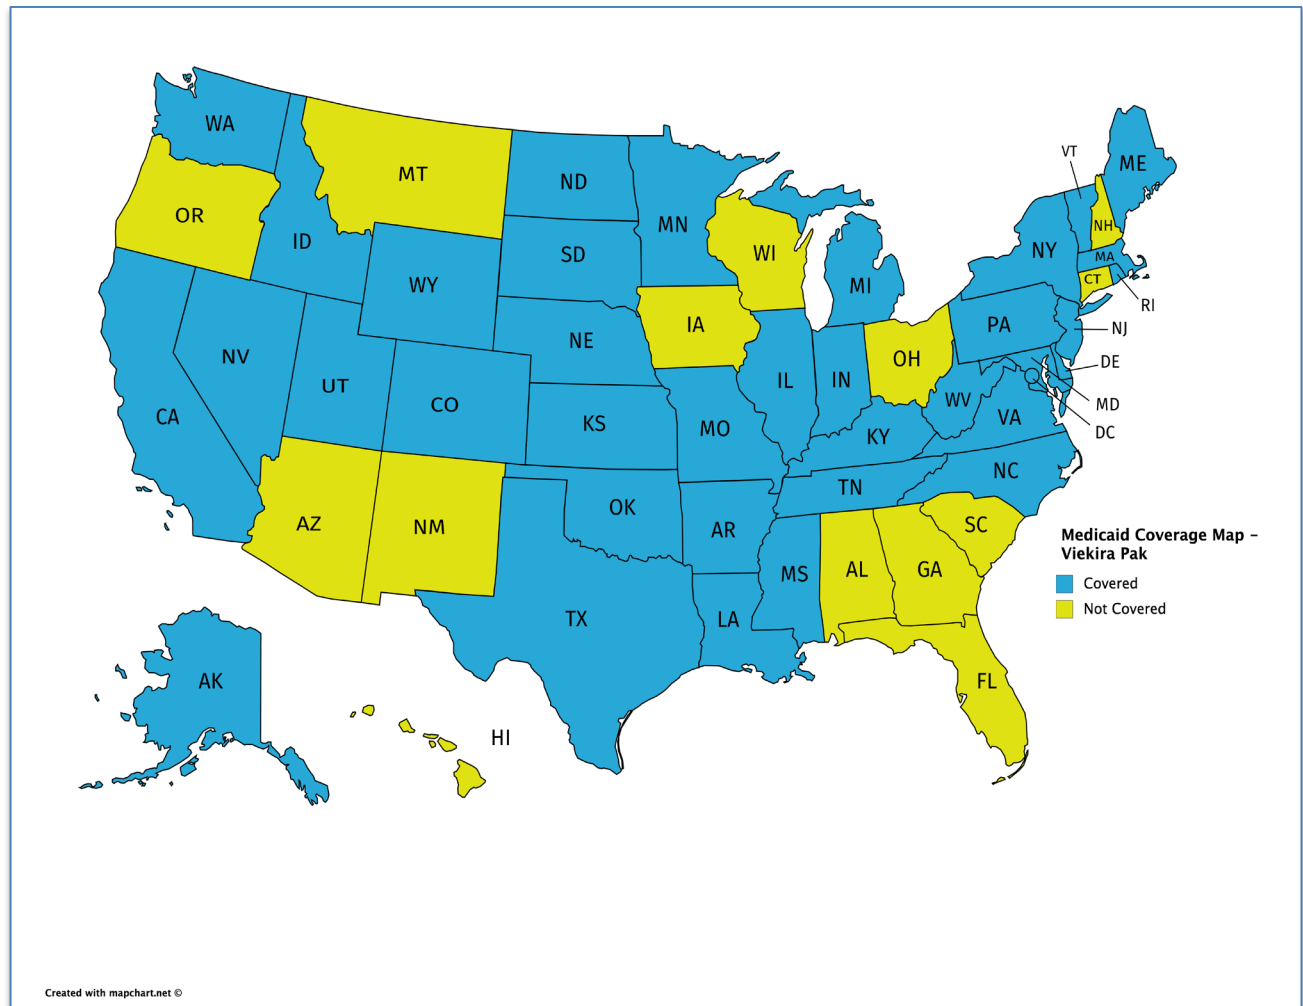 WA
MT
ND
MN
VT
ME
OR
ID
SD
WI
NH
NY
MA
WY
MI
CT
RI
IA
PA
NJ
NE
NV
OH
DE
UT
IL
IN
CO
WV
MD
CA
KS
MO
VA
DC
KY
NC
TN
OK
AZ
NM
AR
SC
Medicaid Coverage Map –
Viekira Pak
Covered
Not Covered
MS
AL
GA
TX
LA
AK
FL
HI
Created with mapchart.net ©